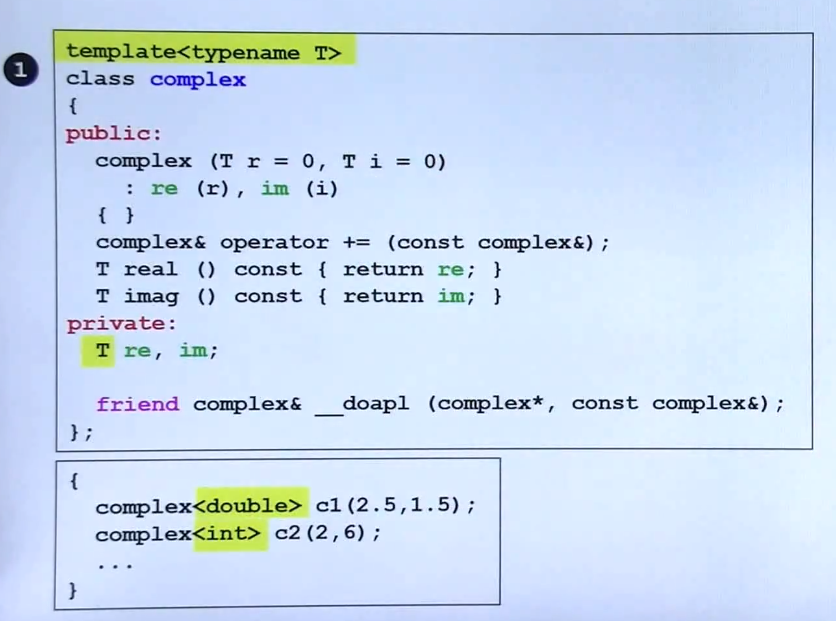 1
template<typename T>
class complex
{
public:
complex (T r = 0, T i = 0)
: re (r), im (i)
{ }
complex& operator += (const complex&);
T real () const { return re; }
T imag () const { return im; }
private:
T re, im;
friend complex& __doapl (complex*, const complex&);
};
{
complex<double> c1(2.5,1.5);
complex<int> c2(2,6);
...
}